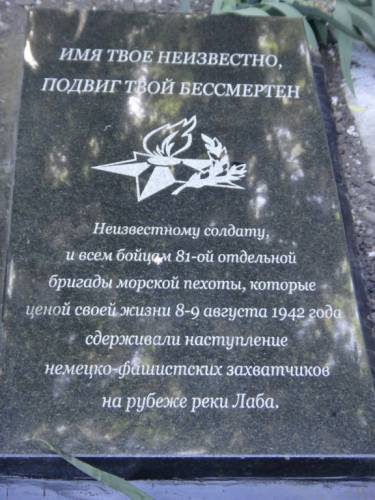 ИМЯ ТВОЕ НЕИЗВЕСТНО,
ПОДВИГ ТВОЙ БЕССМЕРТЕН
Неизвестному солдату,
и всем бойцам 81-ой отдельной
бригады морской пехоты, которые
ценой своей жизни 8-9 августа 1942 года
сдерживали наступление
немецко-фашистских захватчиков
на рубеже реки Лаба.